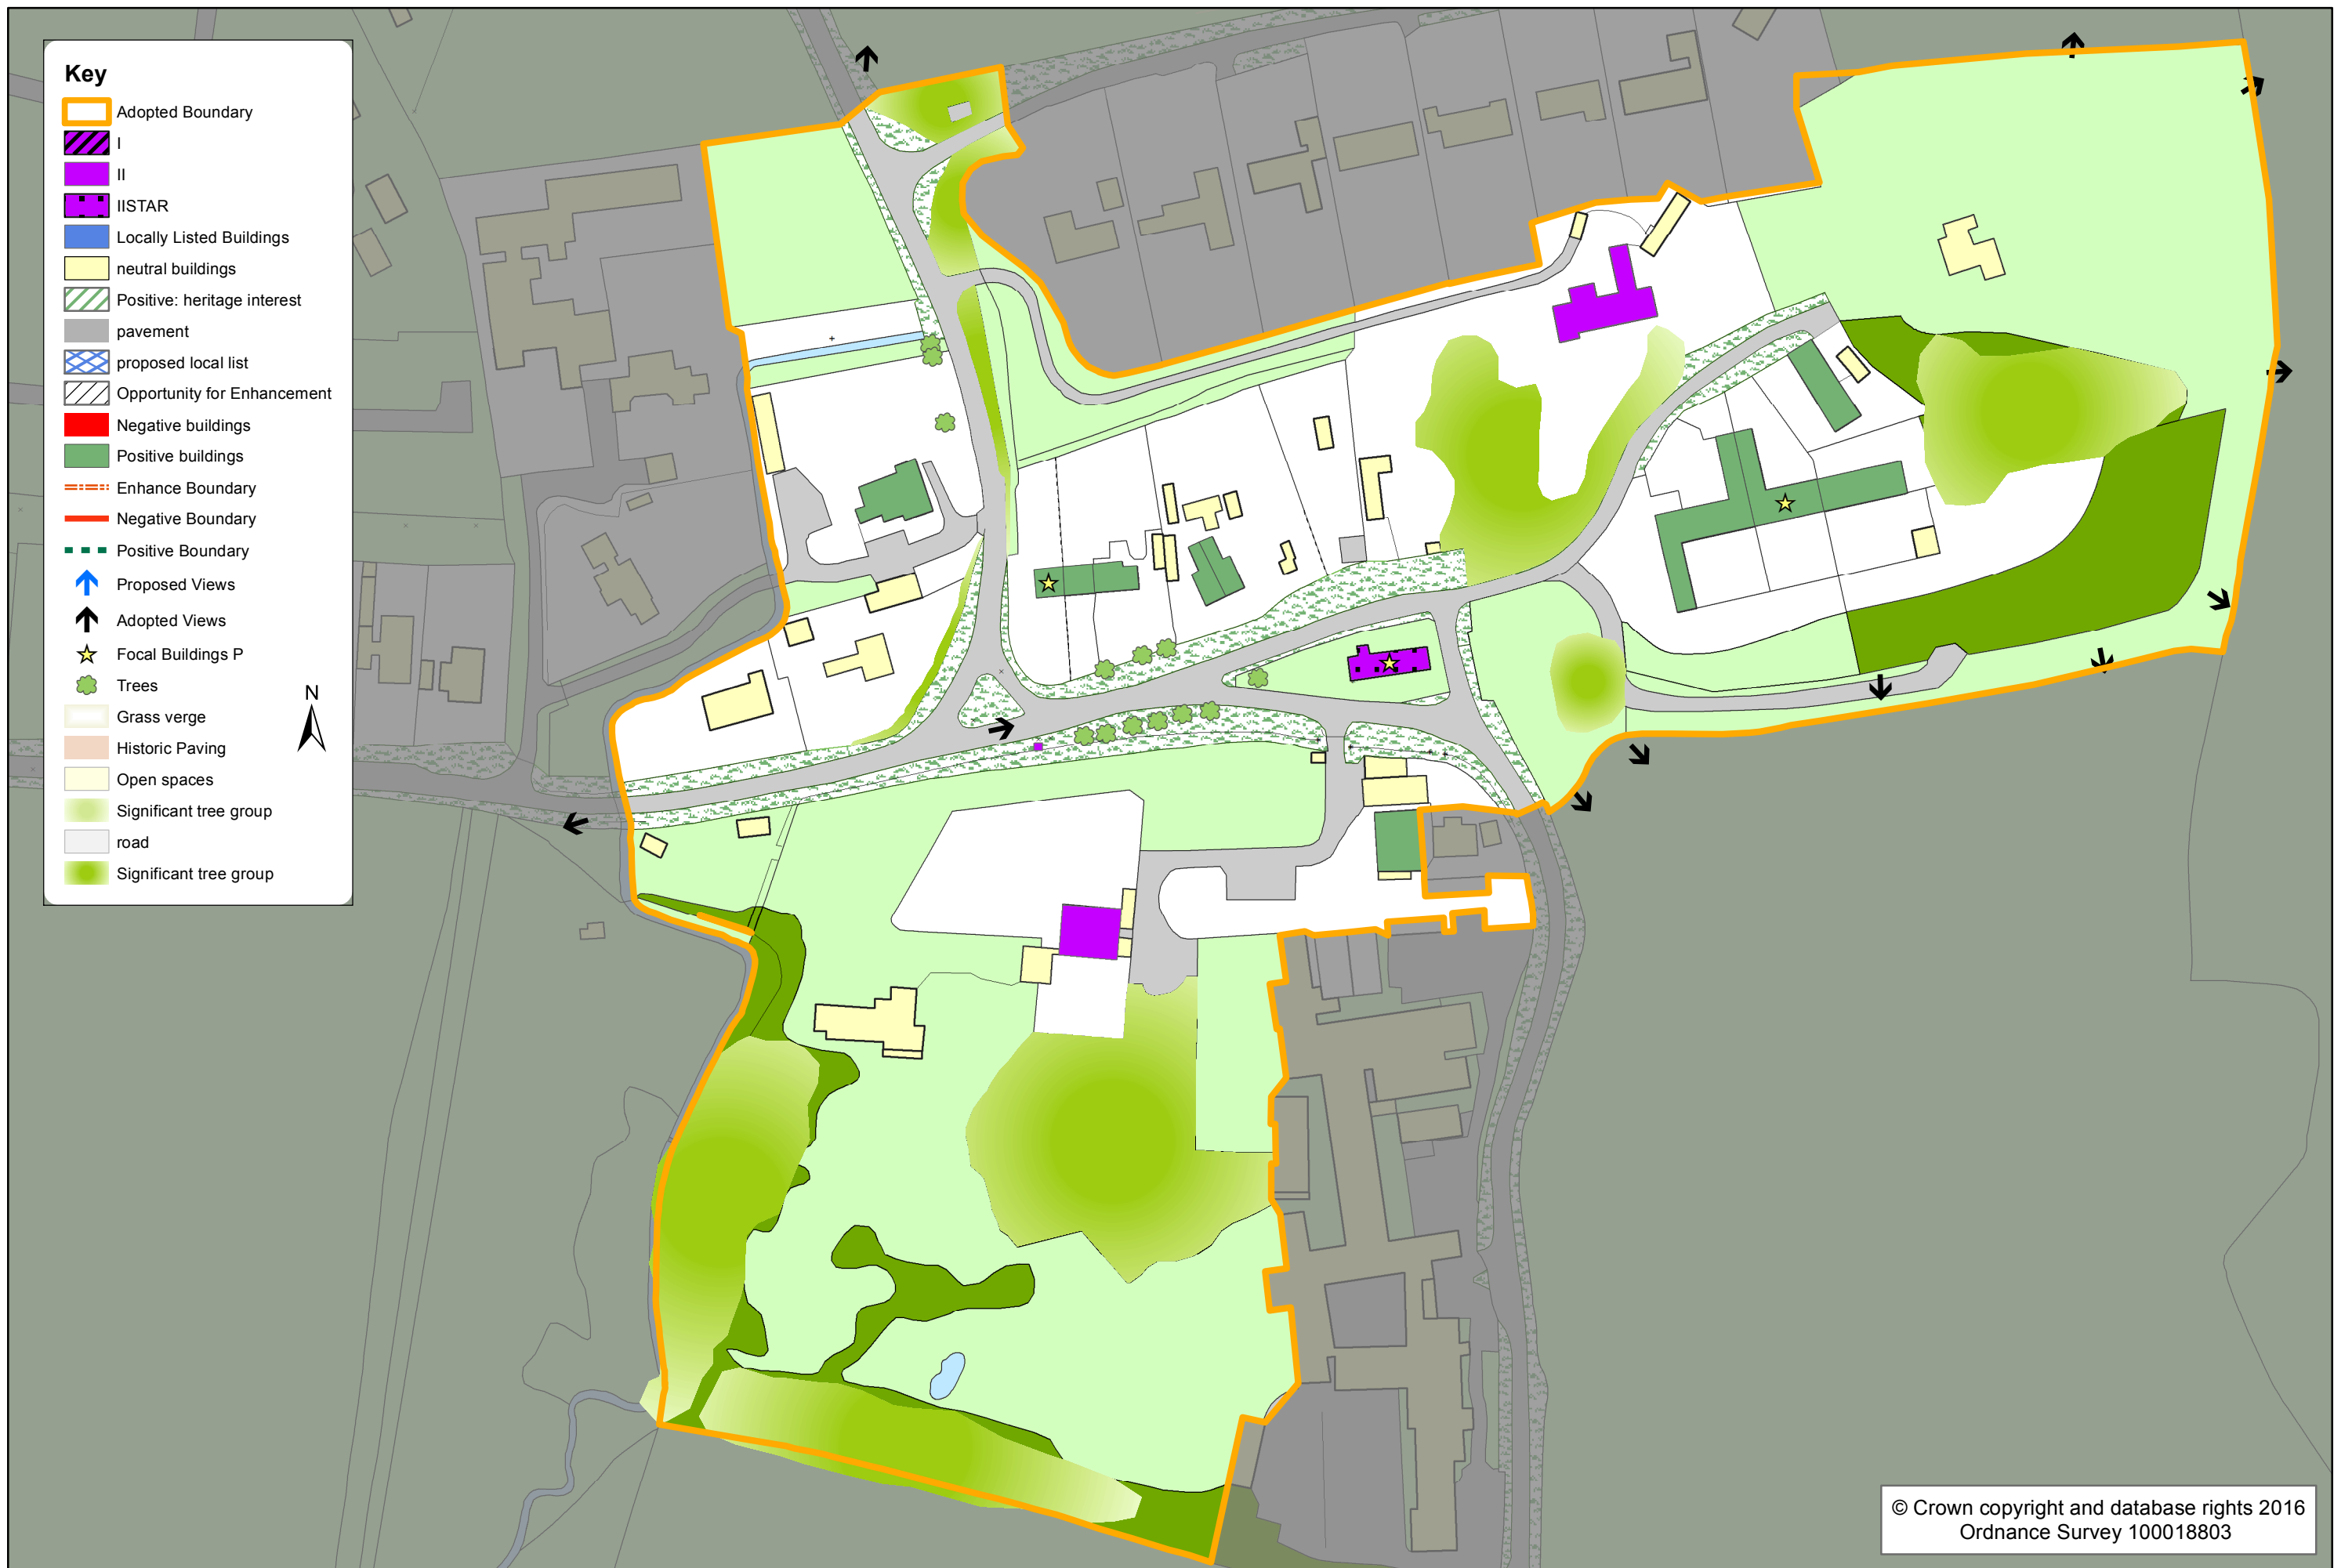 Key
Adopted Boundary
I
II
IISTAR
Locally Listed Buildings
neutral buildings
Positive: heritage interest
pavement
proposed local list
Opportunity for Enhancement
Negative buildings
Positive buildings
Enhance Boundary
Negative Boundary
Positive Boundary
Proposed Views
Adopted Views
Focal Buildings P
Trees
Grass verge
Historic Paving
Open spaces
Significant tree group
road
Significant tree group
N
© Crown copyright and database rights 2016
Ordnance Survey 100018803